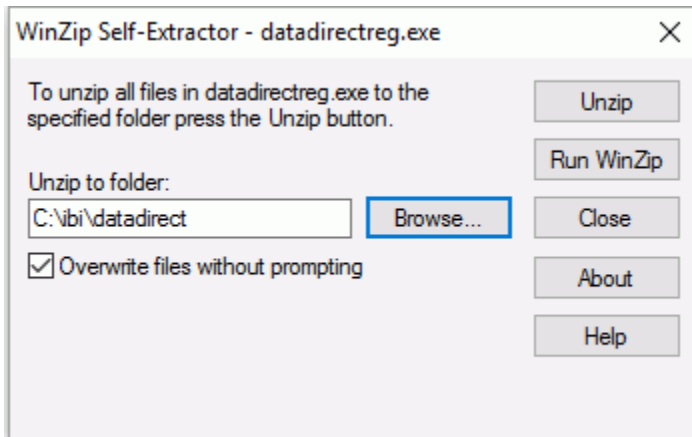 WinZip Self-Extractor - datadirectreg.exe
To unzip all files in datadirectreg.exe to the
specified folder press the Unzip button.
Unzip to folder:
C:\ibi\datadirect
Browse...
Overwrite files without prompting
Unzip
Run WinZip
Close
About
Help